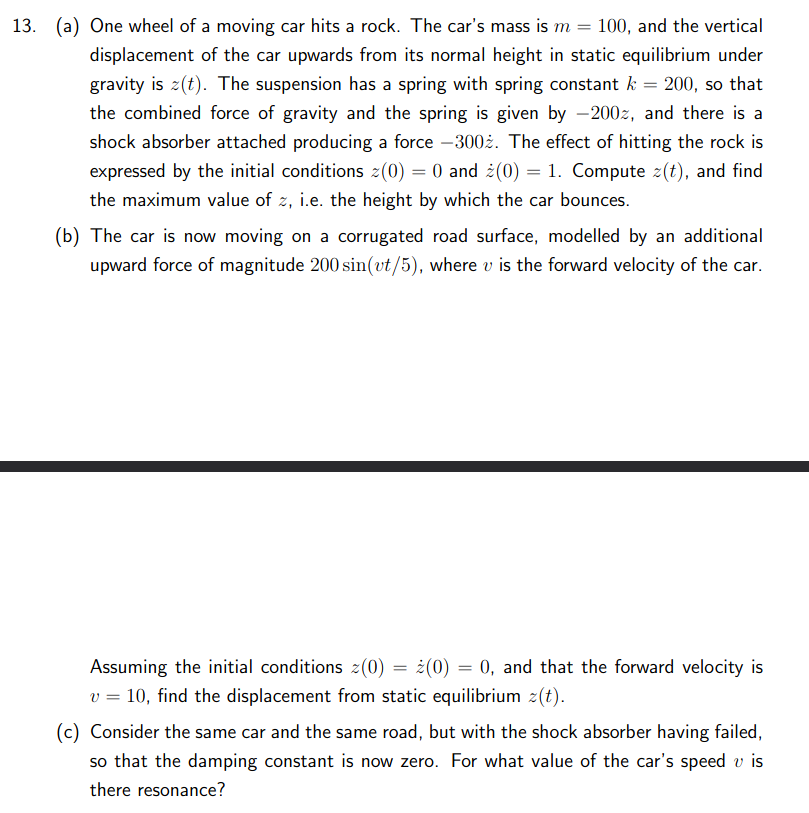 13. (a) One wheel of a moving car hits a rock. The car's mass is m = 100, and the vertical
displacement of the car upwards from its normal height in static equilibrium under
gravity is z(t). The suspension has a spring with spring constant k = 200, so that
the combined force of gravity and the spring is given by −200z, and there is a
shock absorber attached producing a force −300ż. The effect of hitting the rock is
expressed by the initial conditions z(0) = 0 and ż(0) = 1. Compute z(t), and find
the maximum value of z, i.e. the height by which the car bounces.
(b) The car is now moving on a corrugated road surface, modelled by an additional
upward force of magnitude 200 sin(vt/5), where v is the forward velocity of the car.
Assuming the initial conditions z(0) = ż(0) = 0, and that the forward velocity is
v = 10, find the displacement from static equilibrium z(t).
(c) Consider the same car and the same road, but with the shock absorber having failed,
so that the damping constant is now zero. For what value of the car's speed v is
there resonance?